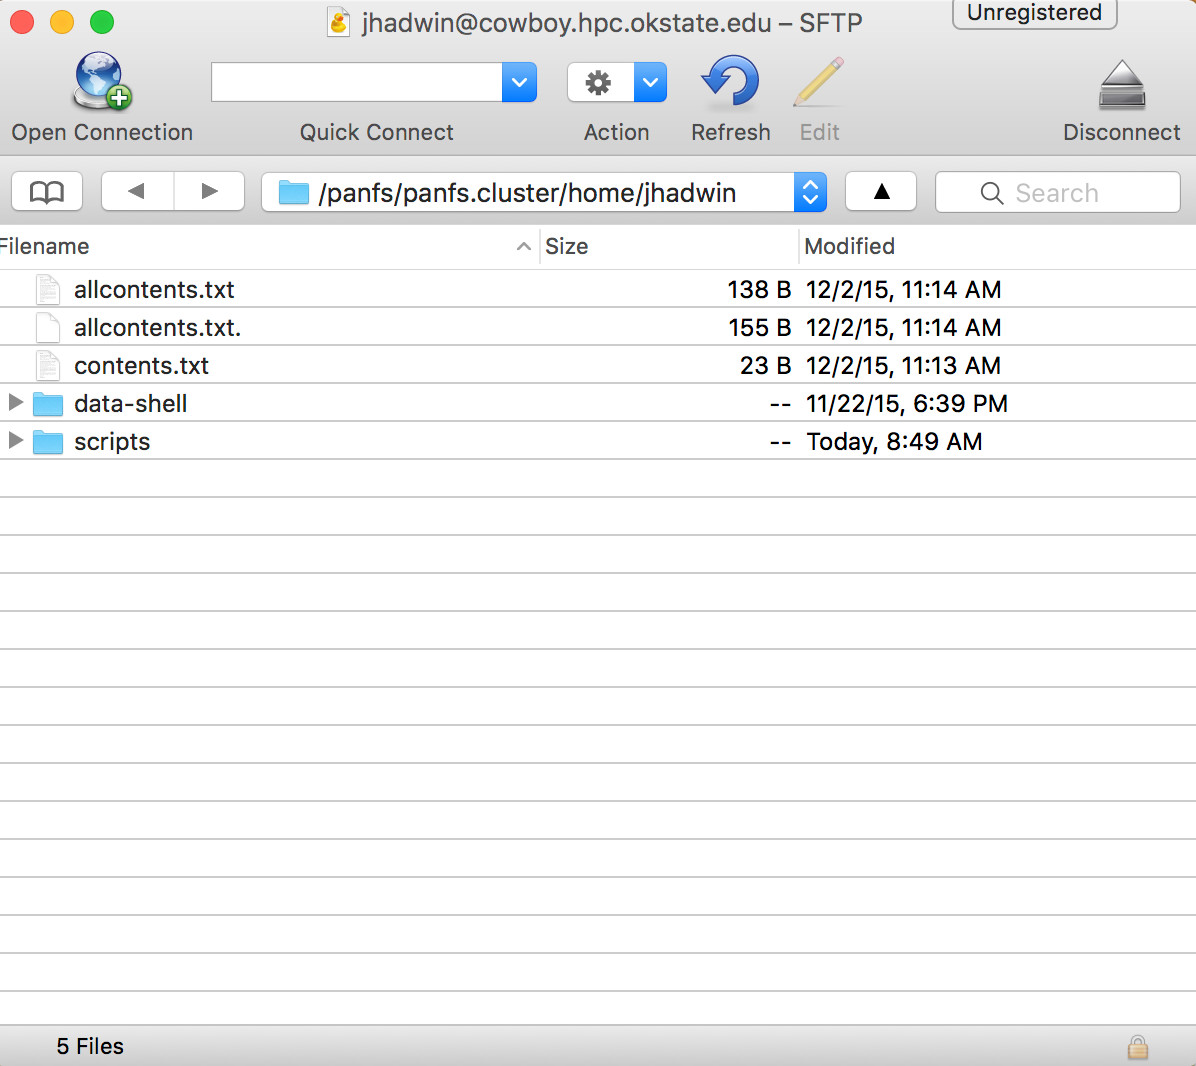 jhadwin@cowboy.hpc.okstate.edu – SFTP
Unregistered
Open Connection
Quick Connect
Action
Refresh
Edit
Disconnect
/panfs/panfs.cluster/home/jhadwin
Search
Filename Size Modified
allcontents.txt 138 B 12/2/15, 11:14 AM
allcontents.txt. 155 B 12/2/15, 11:14 AM
contents.txt 23 B 12/2/15, 11:13 AM
data-shell -- 11/22/15, 6:39 PM
scripts -- Today, 8:49 AM
5 Files